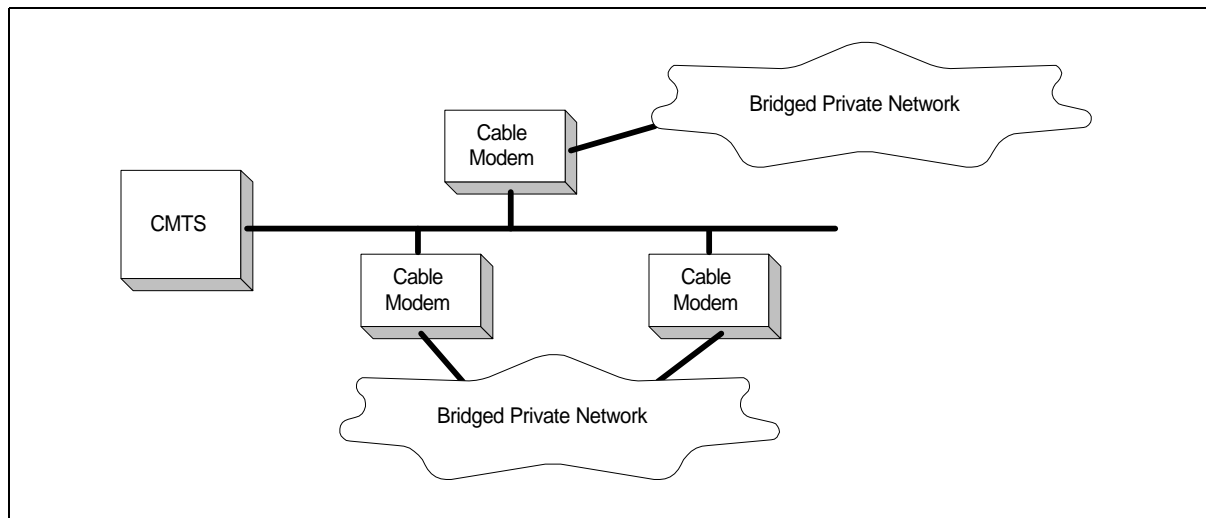 Bridged Private Network
Cable
Modem
CMTS
Cable
Modem
Cable
Modem
Bridged Private Network